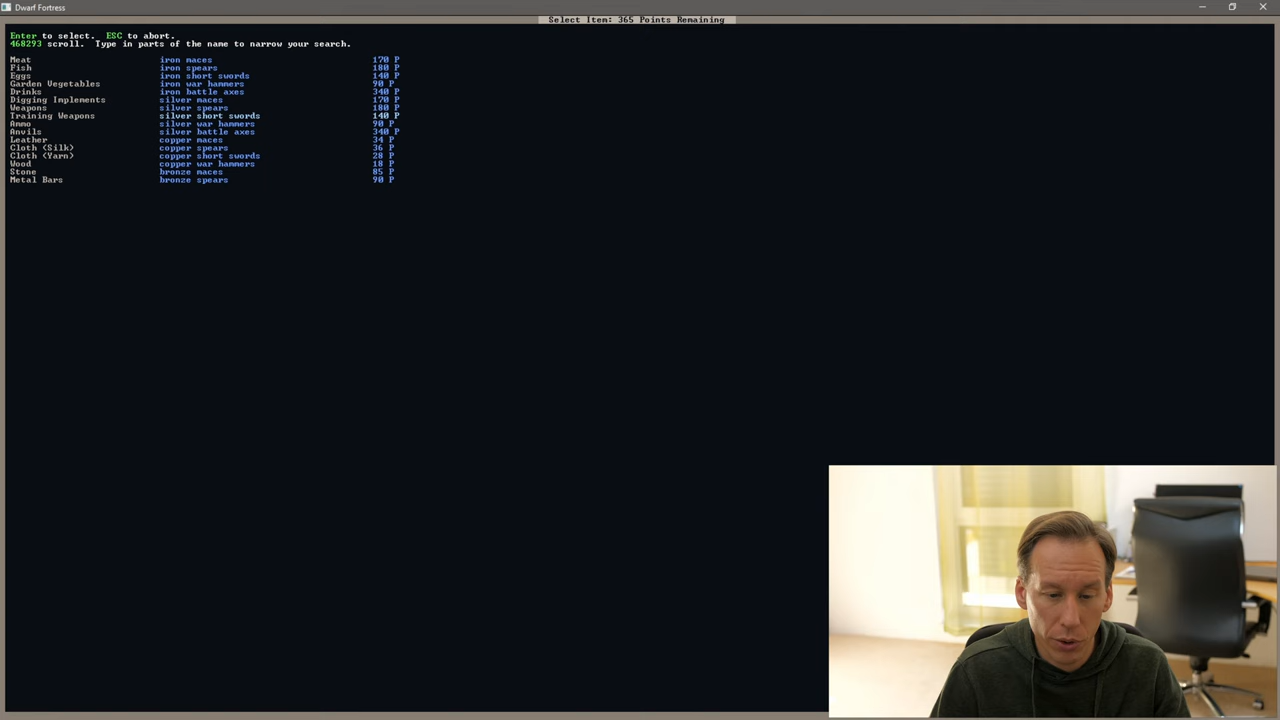 Dwarf Fortress
Select Item: 365 Points Remaining
Enter to select. ESC to abort.
468293 scroll. Type in parts of the name to narrow your search.
Meat iron maces 170 P
Fish iron spears 180 P
Eggs iron short swords 140 P
Garden Vegetables iron war hammers 90 P
Drinks iron battle axes 340 P
Digging Implements silver maces 170 P
Weapons silver spears 180 P
Training Weapons silver short swords 140 P
Ammo silver war hammers 90 P
Anvils silver battle axes 340 P
Leather copper maces 34 P
Cloth (Silk) copper spears 36 P
Cloth (Yarn) copper short swords 28 P
Wood copper war hammers 18 P
Stone bronze maces 85 P
Metal Bars bronze spears 90 P